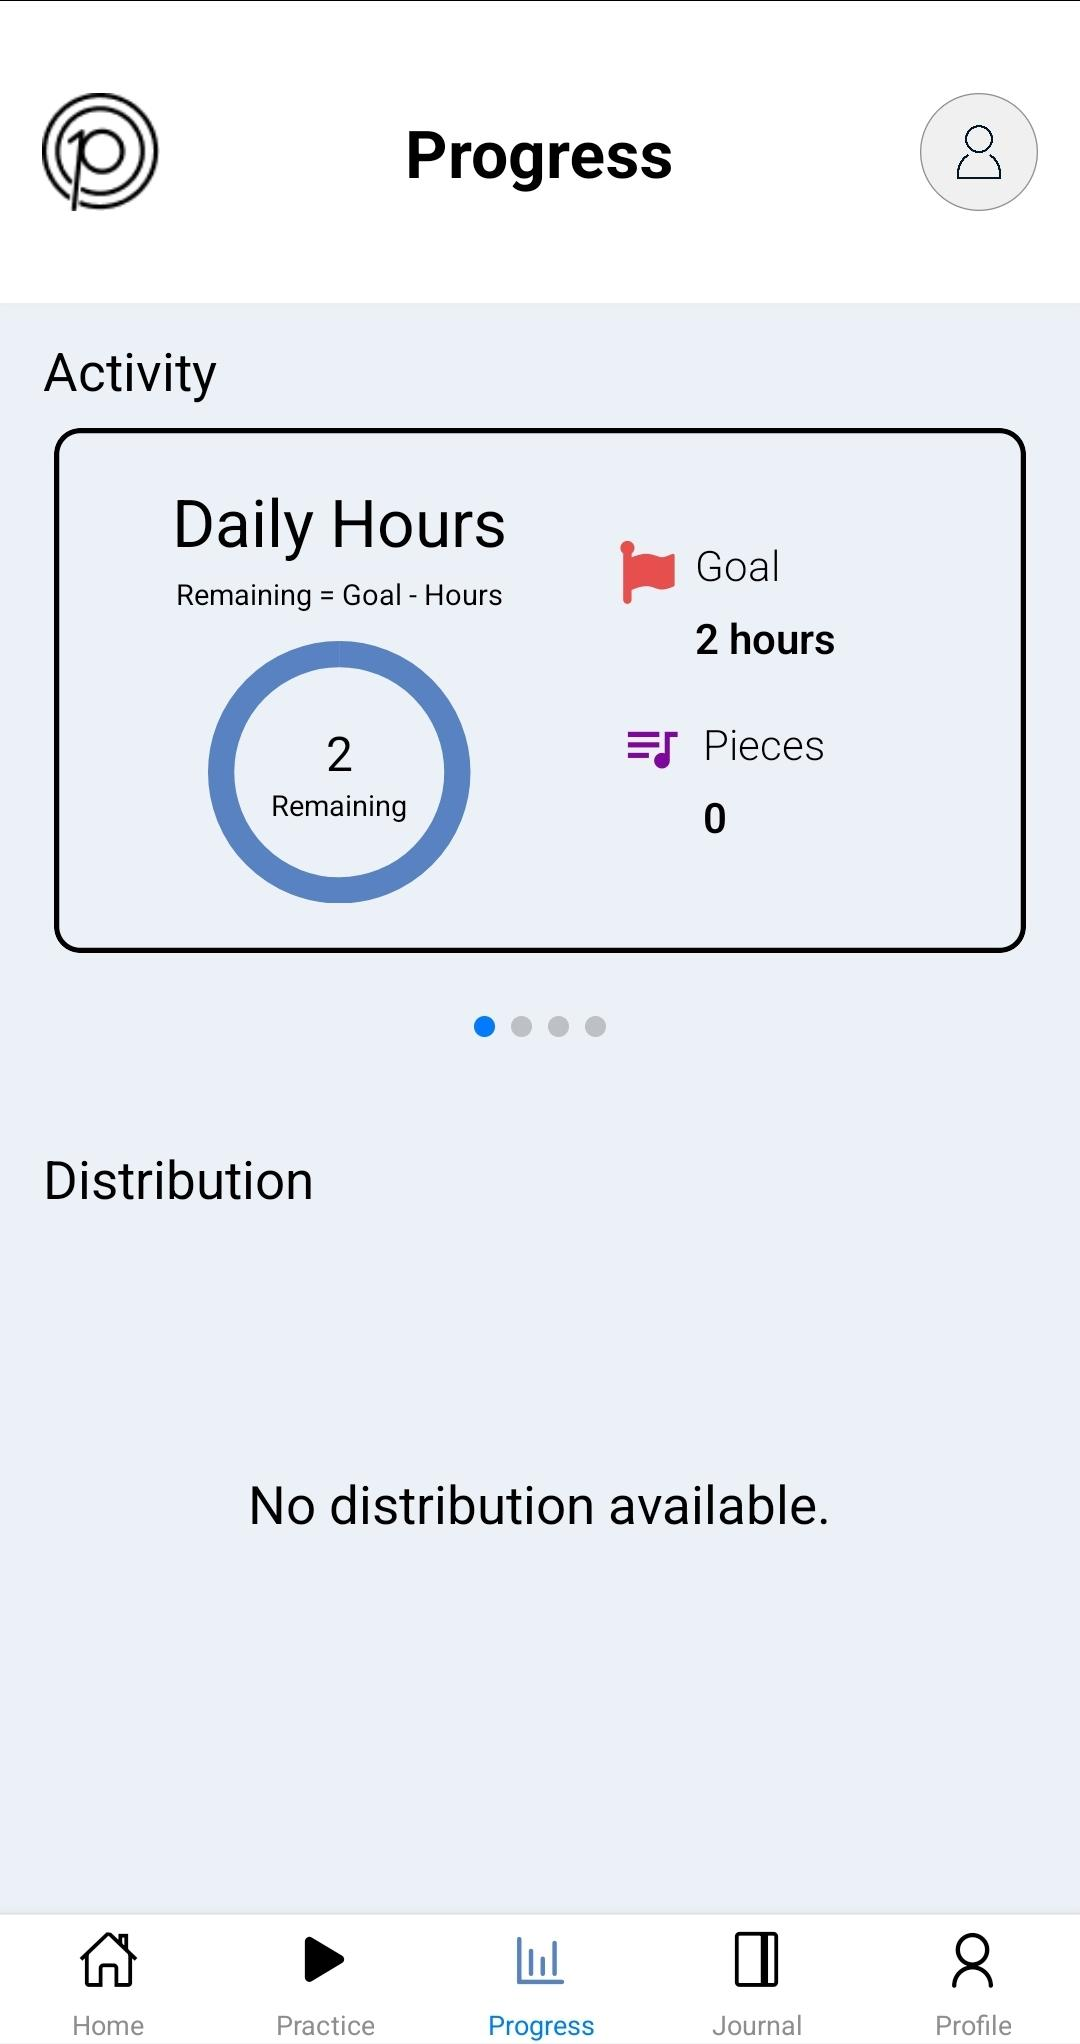 Progress
Activity
Daily Hours
Remaining = Goal - Hours
2
Remaining
Goal
2 hours
Pieces
0
Distribution
No distribution available.
Home
Practice
Progress
Journal
Profile